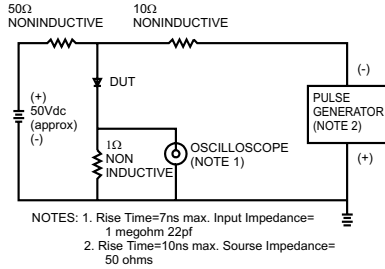 50Ω
NONINDUCTIVE
10Ω
NONINDUCTIVE
(+)
50Vdc
(approx)
(-)
DUT
1Ω
NON
INDUCTIVE
OSCILLOSCOPE
(NOTE 1)
(-)
PULSE
GENERATOR
(NOTE 2)
(+)
NOTES: 1. Rise Time=7ns max. Input Impedance=
1 megohm 22pf
2. Rise Time=10ns max. Sourse Impedance=
50 ohms